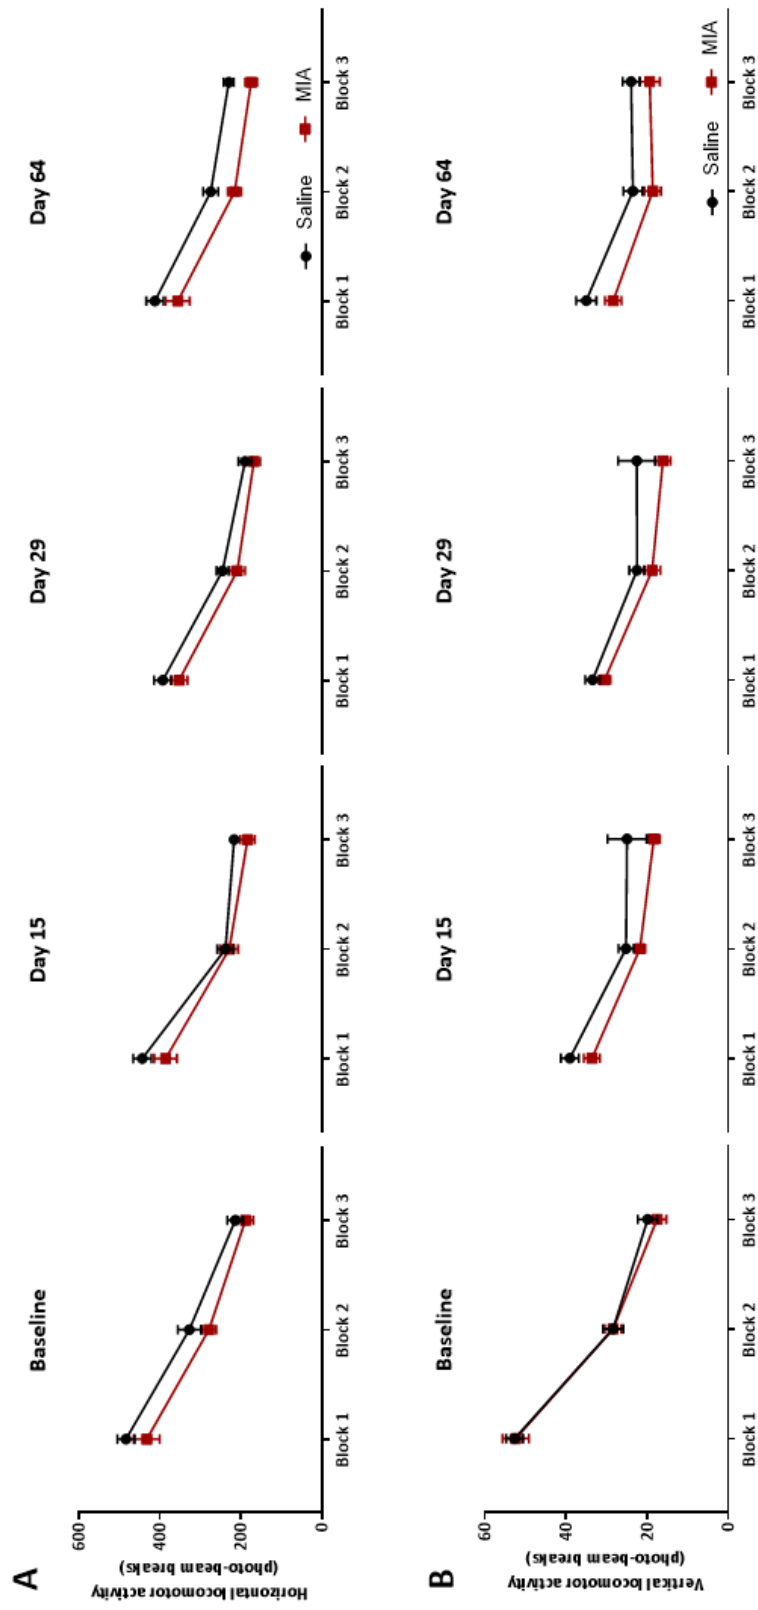 A
Baseline
Day 15
Day 29
Day 64
Horizontal locomotor activity
(photo-beam breaks)
600
400
200
0
Saline
MIA
Block 1
Block 2
Block 3
Block 1
Block 2
Block 3
Block 1
Block 2
Block 3
Block 1
Block 2
Block 3
B
Baseline
Day 15
Day 29
Day 64
Vertical locomotor activity
(photo-beam breaks)
60
40
20
0
Saline
MIA
Block 1
Block 2
Block 3
Block 1
Block 2
Block 3
Block 1
Block 2
Block 3
Block 1
Block 2
Block 3